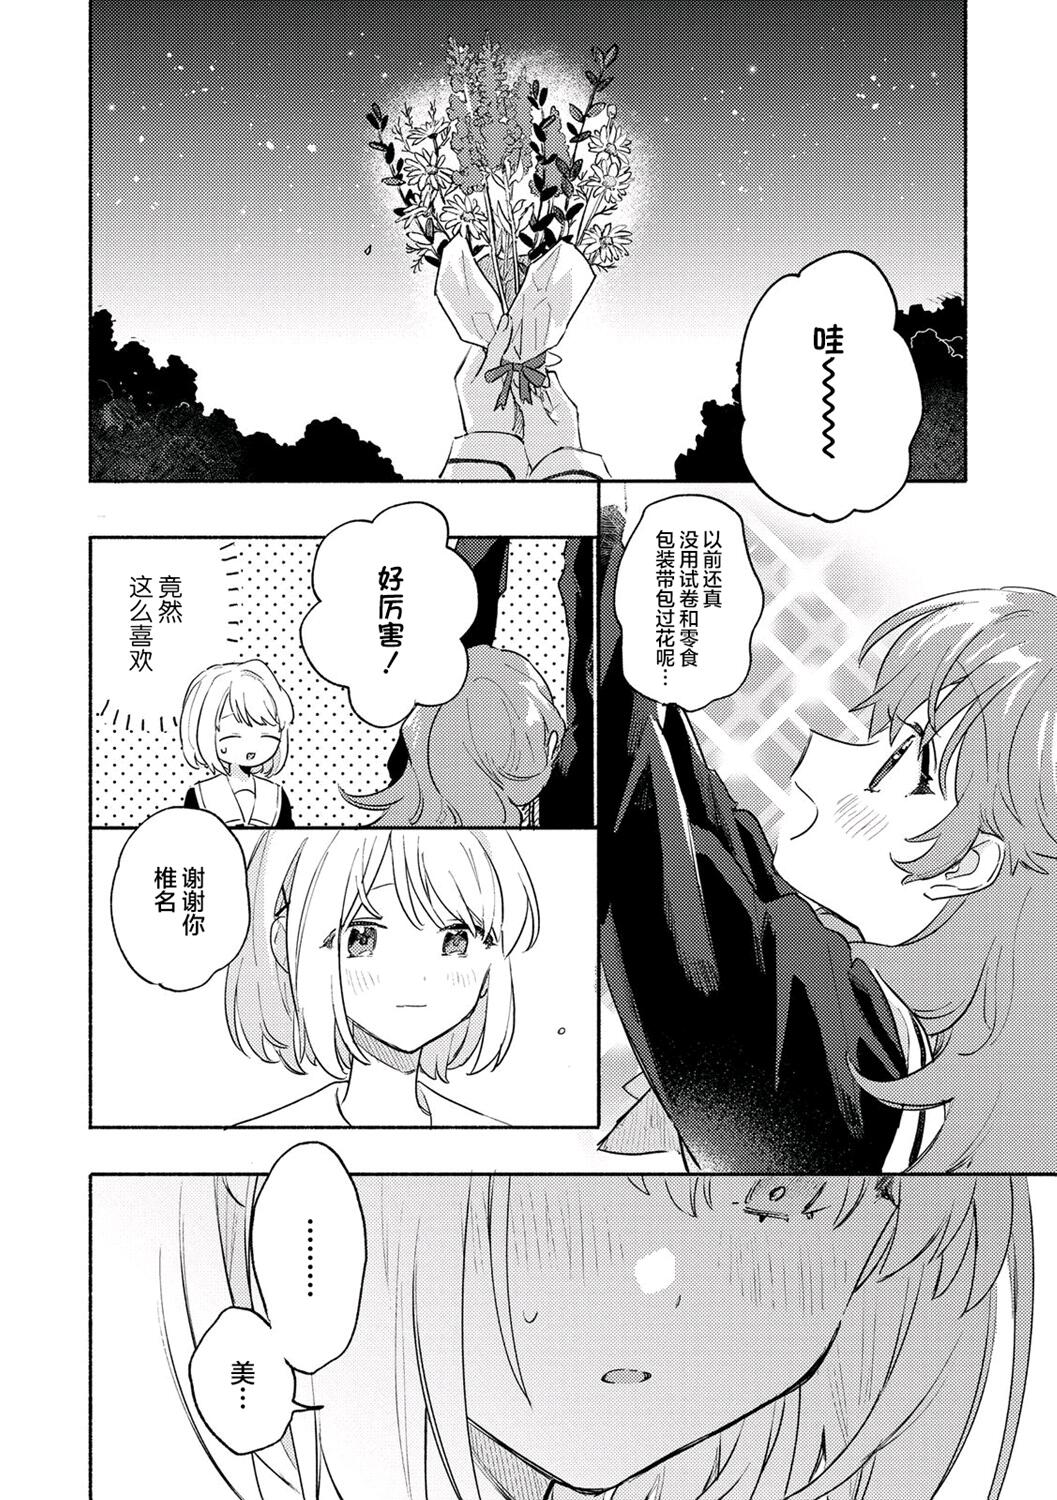 哇
以前还真
没用试卷和零食
包装带包过花呢…
好厉害！
竟然
这么喜欢
谢谢你
椎名
………
美…